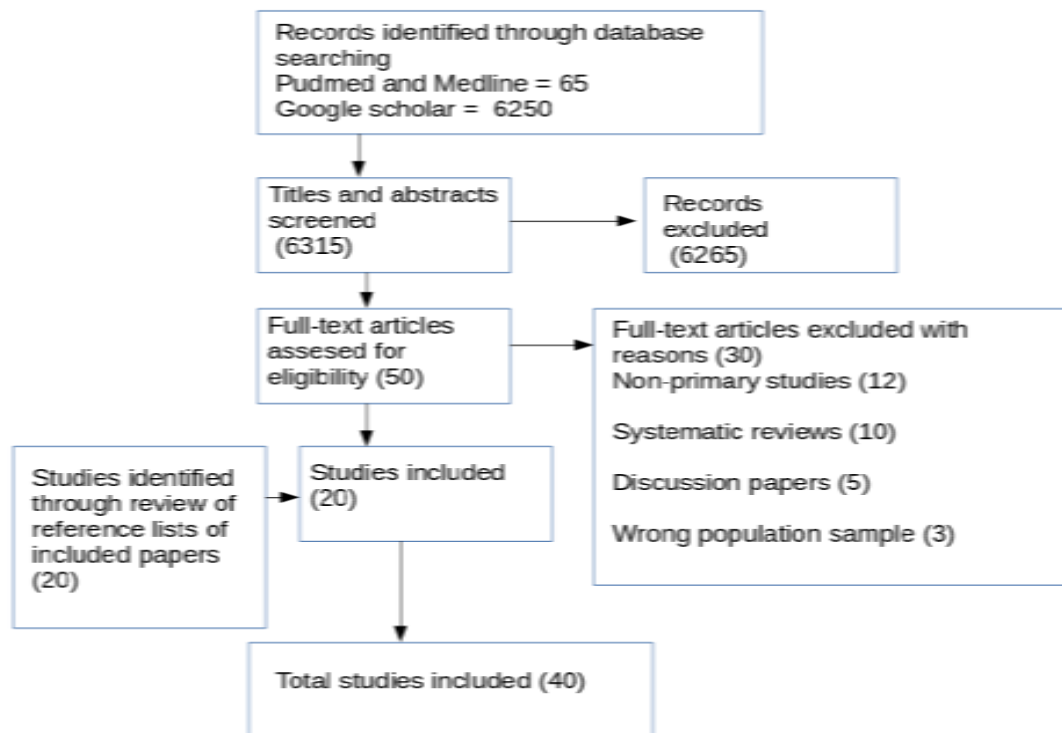 Records identified through database
searching
Pudmed and Medline = 65
Google scholar = 6250
Titles and abstracts
screened
(6315)
Records
excluded
(6265)
Full-text articles
assesed for
eligibility (50)
Full-text articles excluded with
reasons (30)
Non-primary studies (12)
Systematic reviews (10)
Discussion papers (5)
Wrong population sample (3)
Studies identified
through review of
reference lists of
included papers
(20)
Studies included
(20)
Total studies included (40)